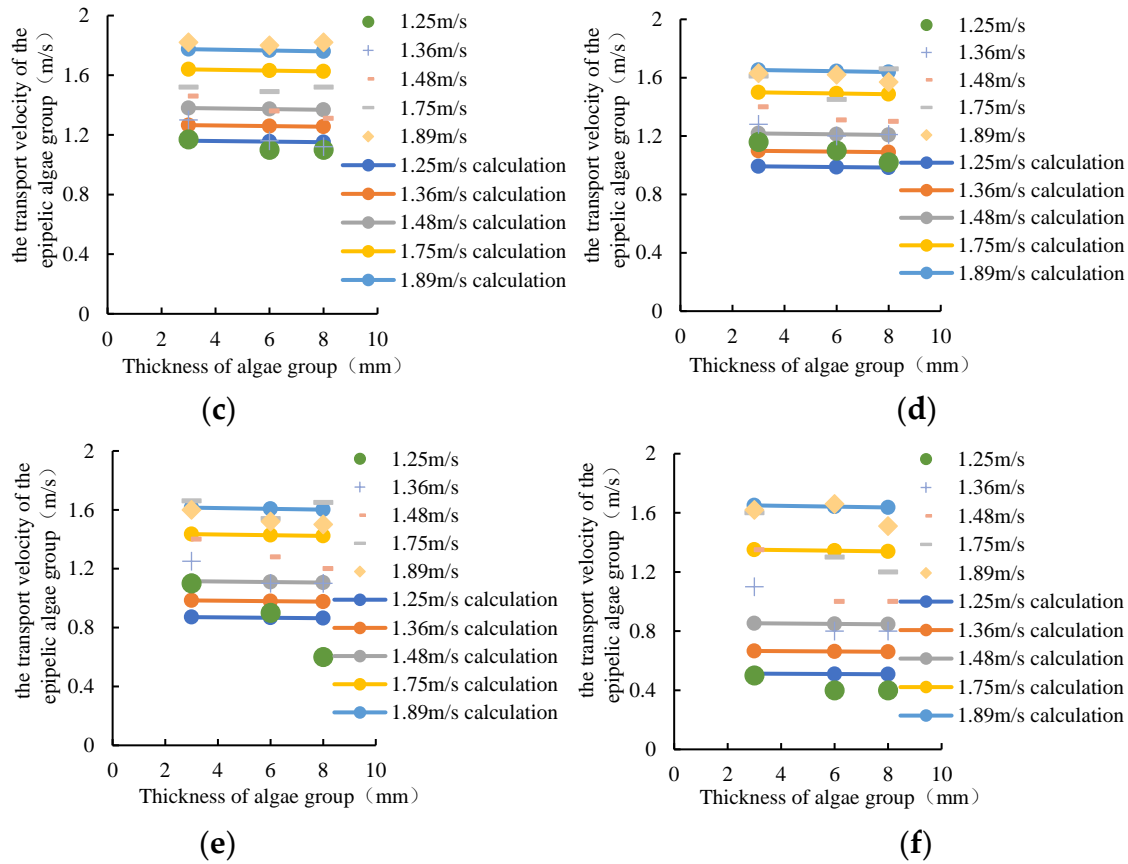 the transport velocity of the
epipelic algae group（m/s）
2
1.6
1.2
0.8
0.4
0
0 2 4 6 8 10
Thickness of algae group（mm）
1.25m/s
1.36m/s
1.48m/s
1.75m/s
1.89m/s
1.25m/s calculation
1.36m/s calculation
1.48m/s calculation
1.75m/s calculation
1.89m/s calculation
(c)
the transport velocity of the
epipelic algae group（m/s）
2
1.6
1.2
0.8
0.4
0
0 2 4 6 8 10
Thickness of algae group（mm）
1.25m/s
1.36m/s
1.48m/s
1.75m/s
1.89m/s
1.25m/s calculation
1.36m/s calculation
1.48m/s calculation
1.75m/s calculation
1.89m/s calculation
(d)
the transport velocity of the
epipelic algae group（m/s）
2
1.6
1.2
0.8
0.4
0
0 2 4 6 8 10
Thickness of algae group（mm）
1.25m/s
1.36m/s
1.48m/s
1.75m/s
1.89m/s
1.25m/s calculation
1.36m/s calculation
1.48m/s calculation
1.75m/s calculation
1.89m/s calculation
(e)
the transport velocity of the
epipelic algae group（m/s）
2
1.6
1.2
0.8
0.4
0
0 2 4 6 8 10
Thickness of algae group（mm）
1.25m/s
1.36m/s
1.48m/s
1.75m/s
1.89m/s
1.25m/s calculation
1.36m/s calculation
1.48m/s calculation
1.75m/s calculation
1.89m/s calculation
(f)